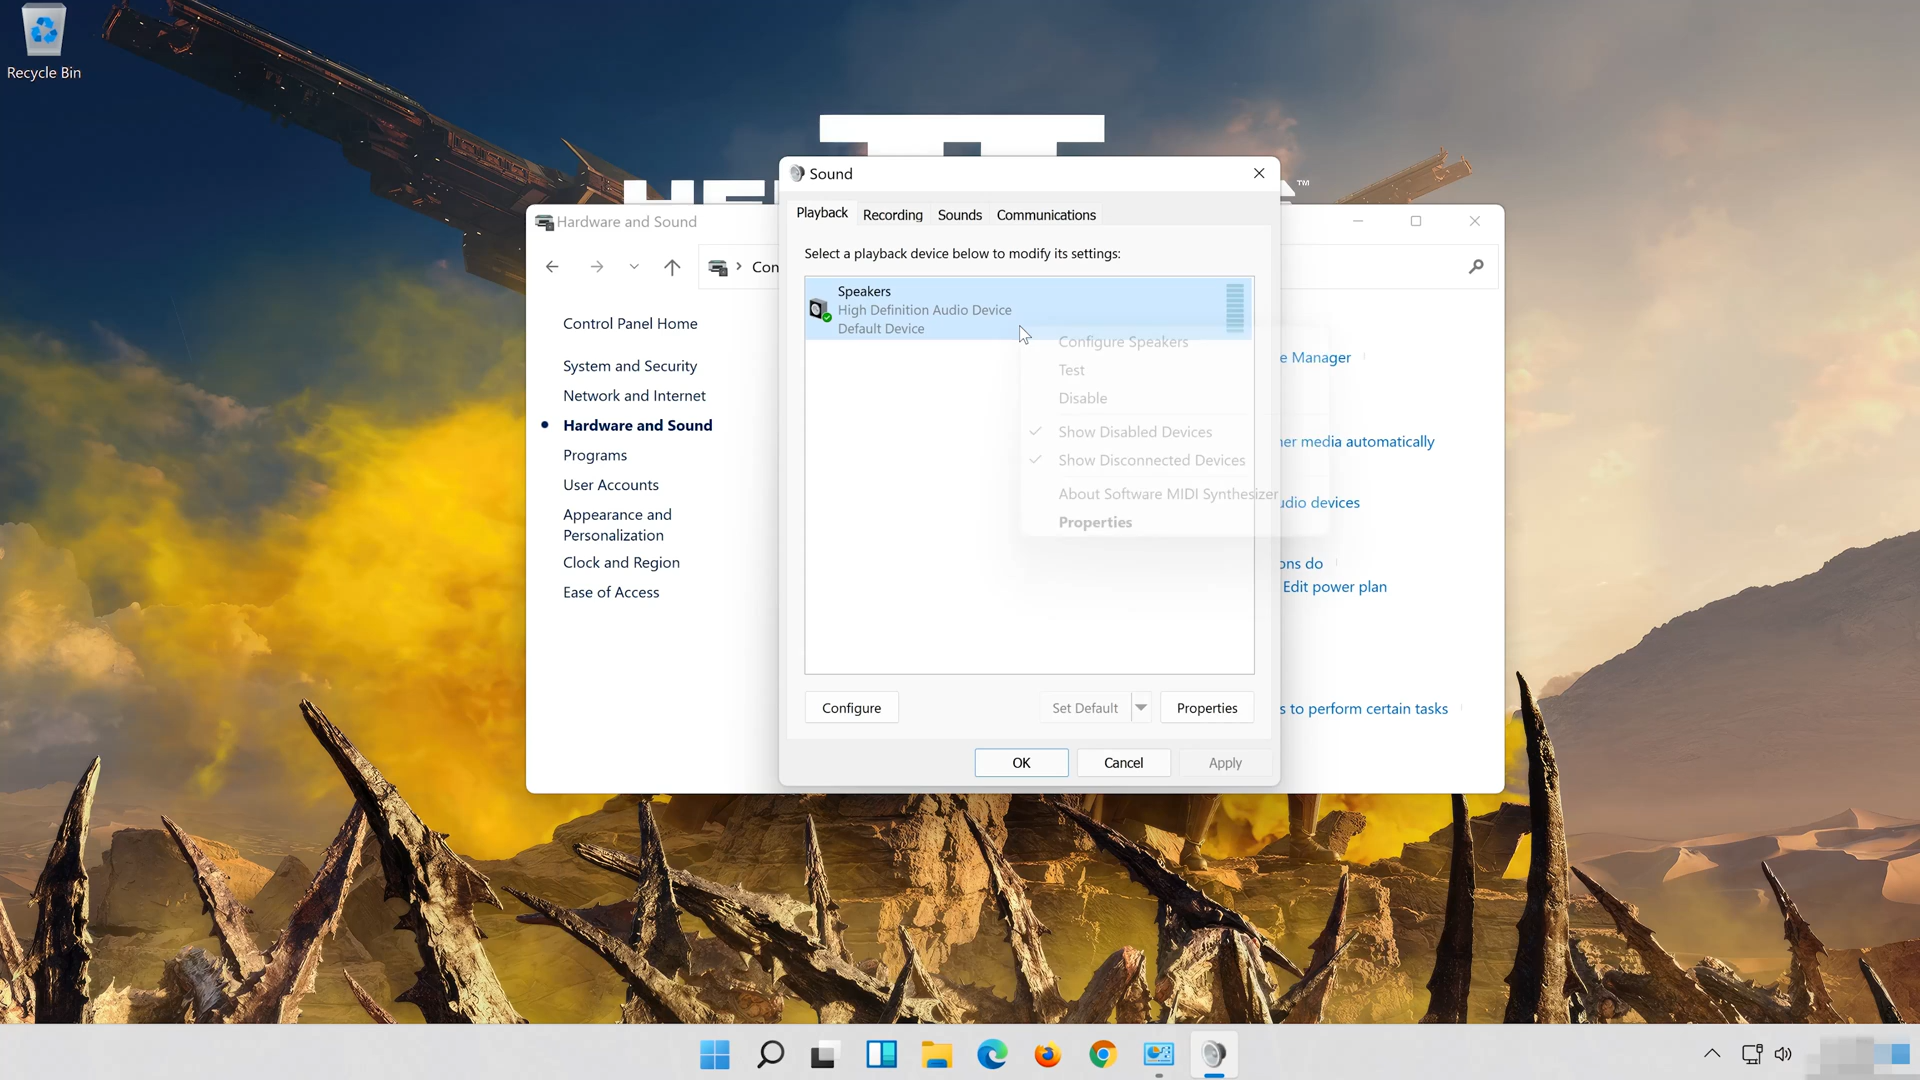 Recycle Bin
™
Hardware and Sound
Sound
Playback
Recording
Sounds
Communications
Select a playback device below to modify its settings:
Speakers
High Definition Audio Device
Default Device
Configure Speakers
Test
Disable
Show Disabled Devices
Show Disconnected Devices
About Software MIDI Synthesizer
Properties
Configure
Set Default
Properties
OK
Cancel
Apply
Con
Control Panel Home
System and Security
Network and Internet
Hardware and Sound
Programs
User Accounts
Appearance and
Personalization
Clock and Region
Ease of Access
e Manager
media automatically
devices
do
Edit power plan
to perform certain tasks